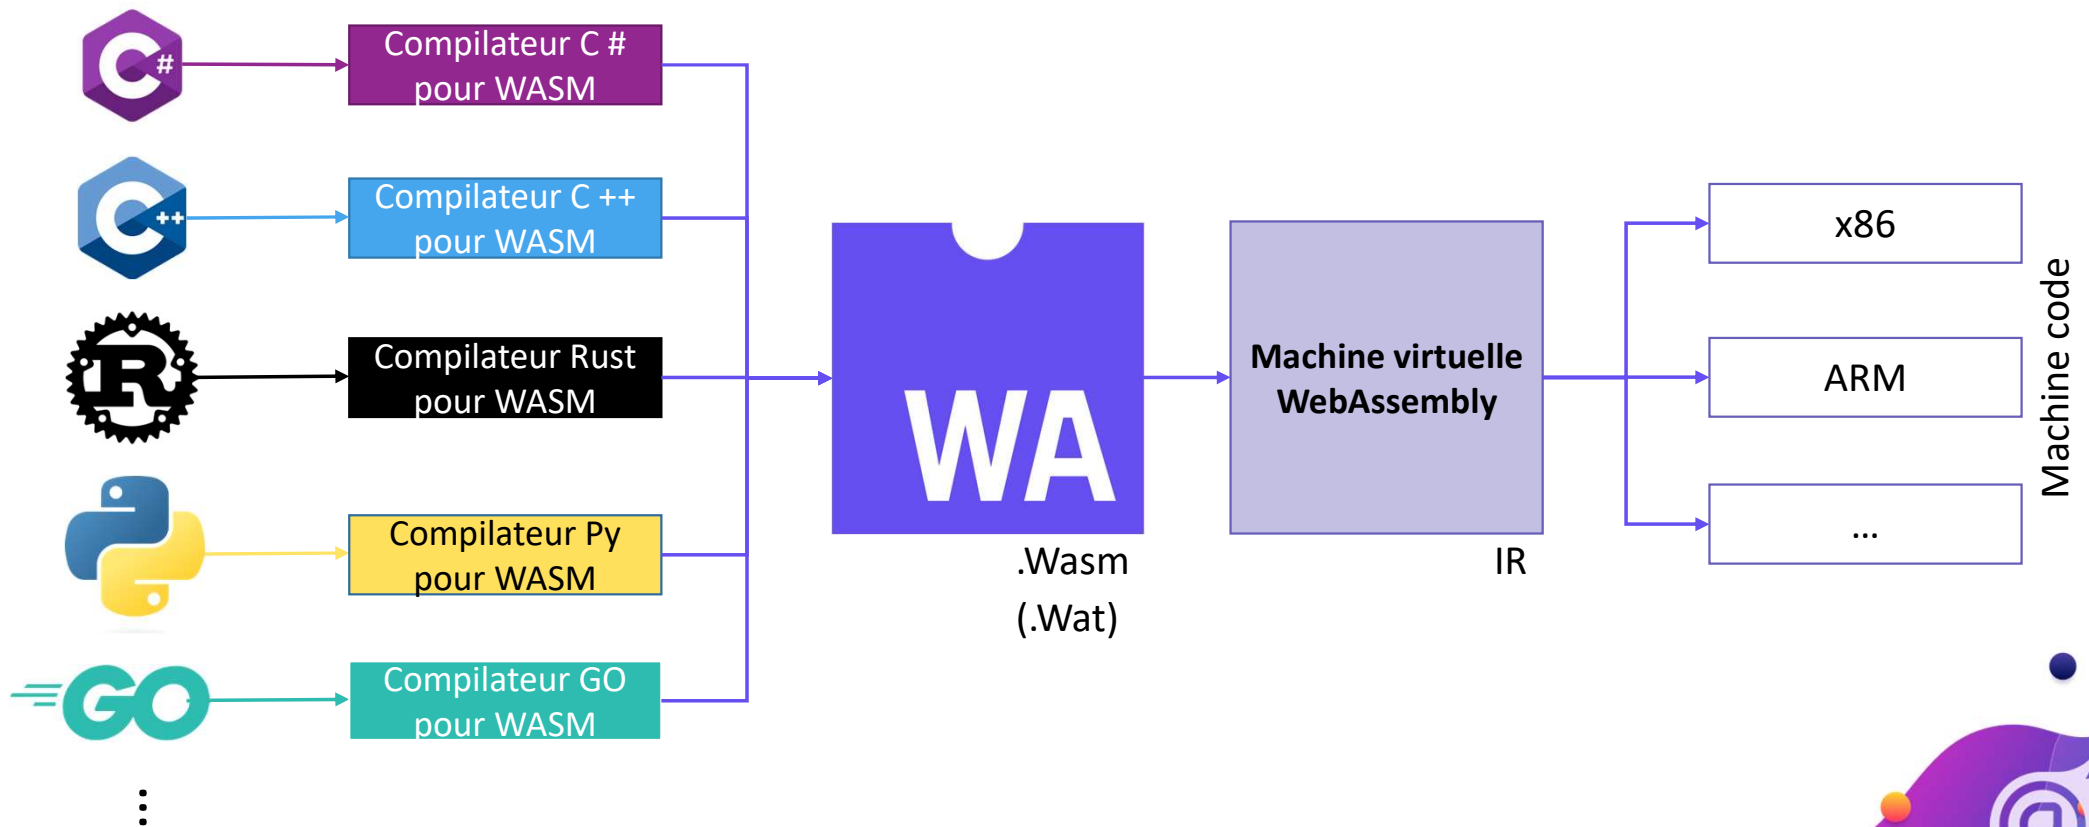 C#
Compilateur C #
pour WASM
C++
Compilateur C ++
pour WASM
R
Compilateur Rust
pour WASM
Compilateur Py
pour WASM
GO
Compilateur GO
pour WASM
...
WA
.Wasm
(.Wat)
Machine virtuelle
WebAssembly
IR
x86
ARM
...
Machine code